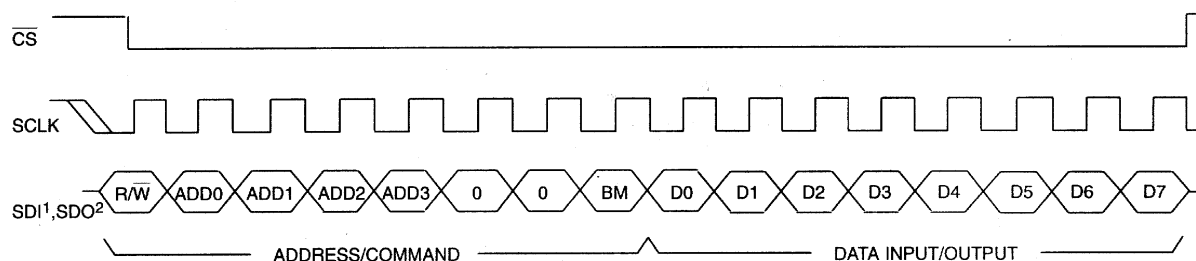 C̅S̅
SCLK
SDI¹,SDO² R/W̅ ADD0 ADD1 ADD2 ADD3 0 0 BM D0 D1 D2 D3 D4 D5 D6 D7
ADDRESS/COMMAND DATA INPUT/OUTPUT